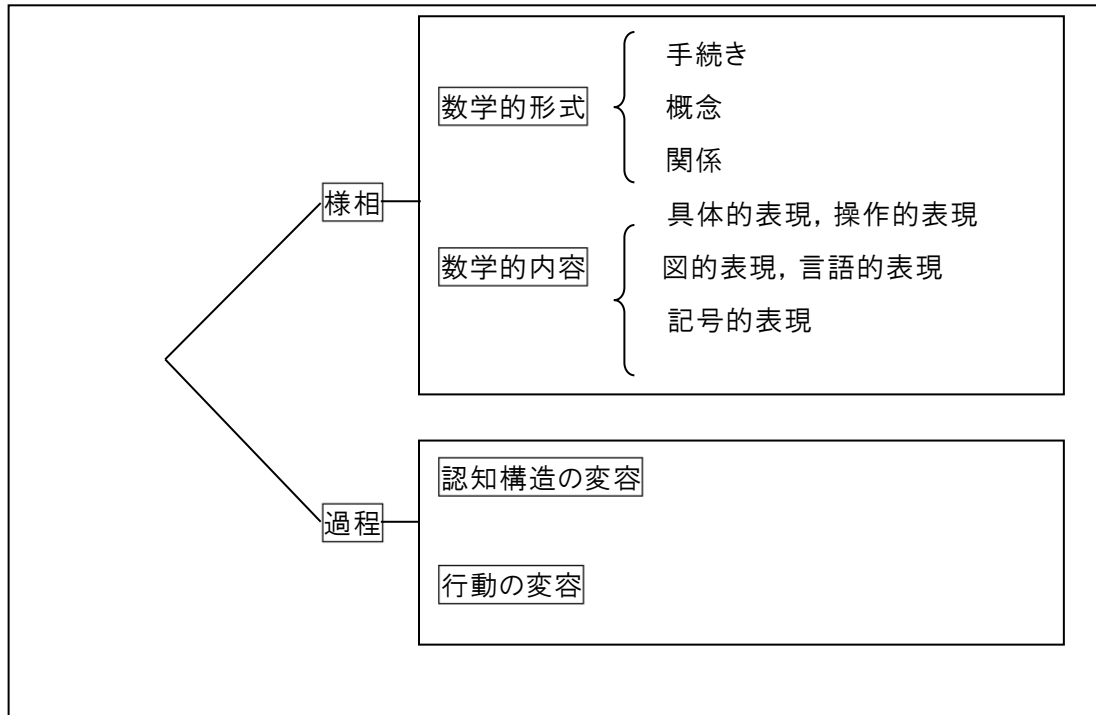 手続き
数学的形式
概念
関係
様相
具体的表現，操作的表現
数学的内容
図的表現，言語的表現
記号的表現
認知構造の変容
過程
行動の変容